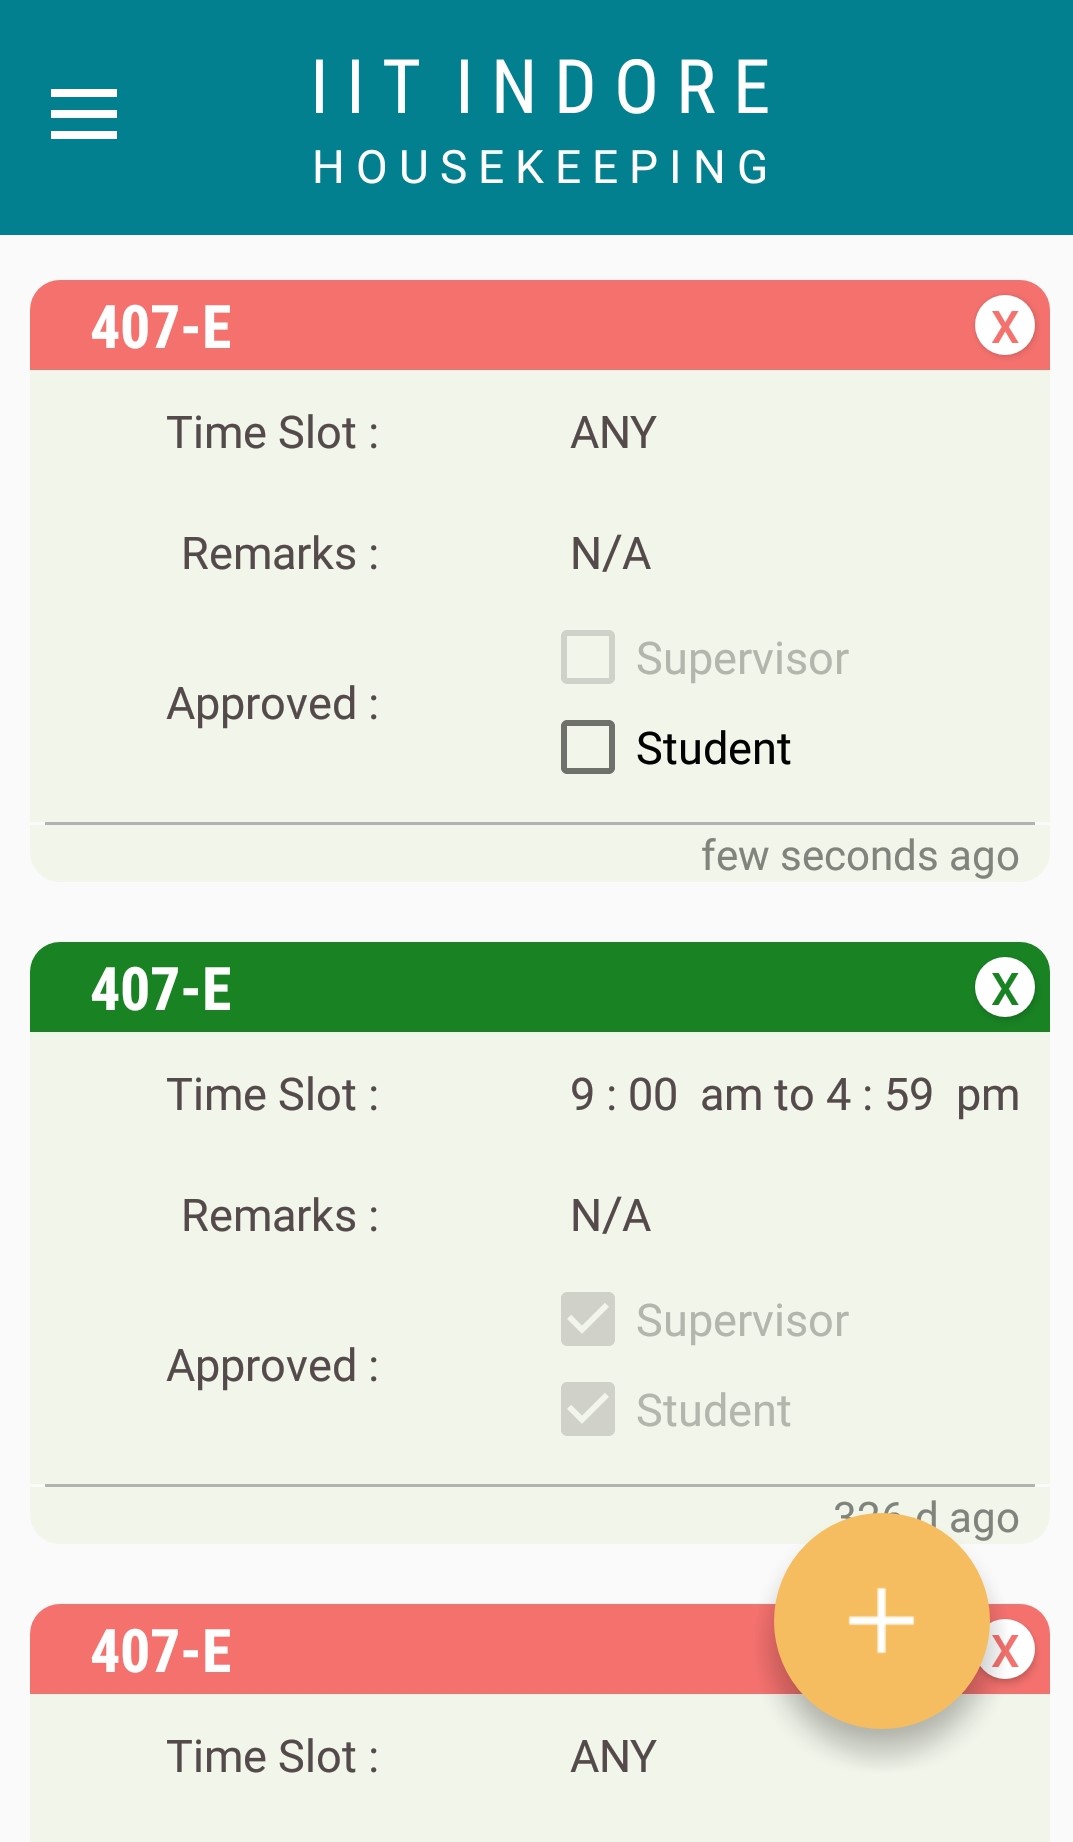 IIT INDORE
HOUSEKEEPING
407-E X
Time Slot : ANY
Remarks : N/A
Approved :
Supervisor
Student
few seconds ago
407-E X
Time Slot : 9 : 00 am to 4 : 59 pm
Remarks : N/A
Approved :
Supervisor
Student
d ago
407-E X
Time Slot : ANY